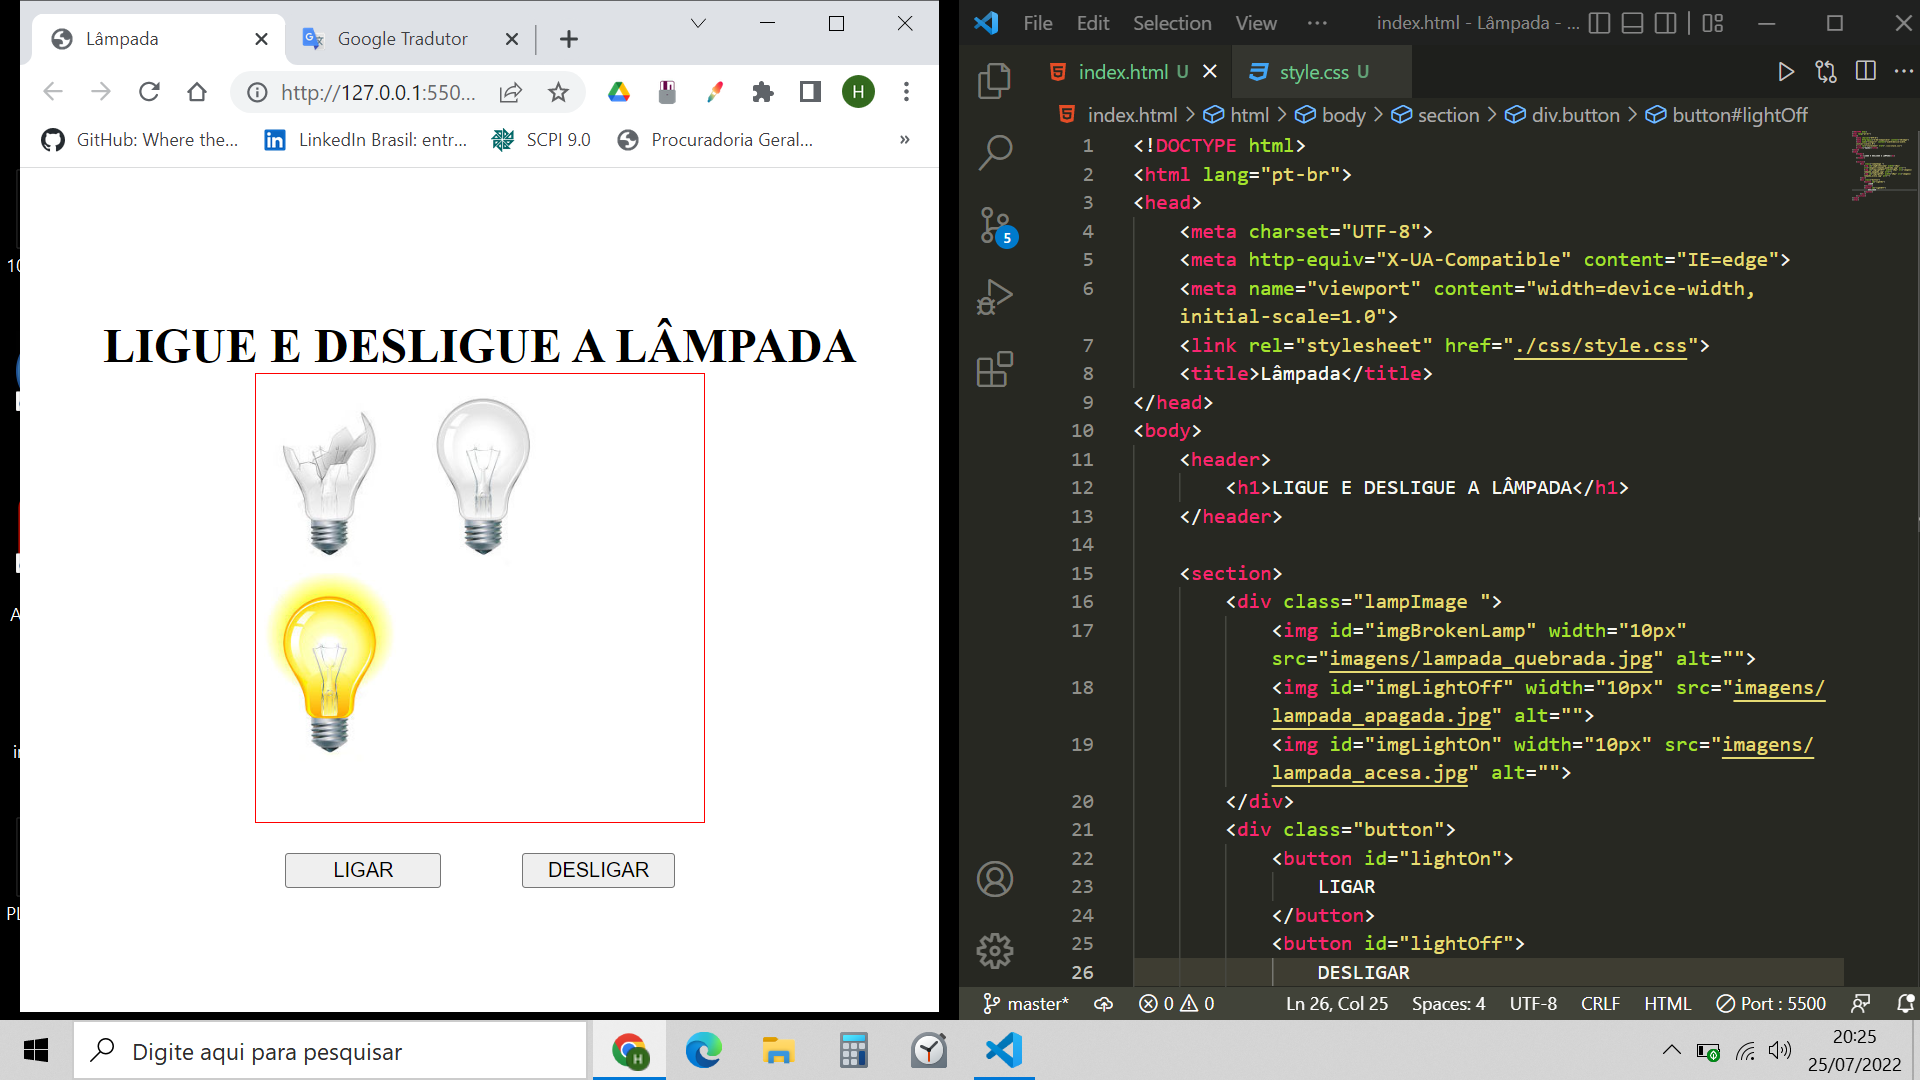 Lâmpada
Google Tradutor
http://127.0.0.1:550...
H
GitHub: Where the...
LinkedIn Brasil: entr...
SCPI 9.0
Procuradoria Geral...
»
LIGUE E DESLIGUE A LÂMPADA
LIGAR
DESLIGAR
File Edit Selection View ...
index.html - Lâmpada - ...
index.html U
style.css U
index.html > html > body > section > div.button > button#lightOff
5
1 <!DOCTYPE html>
2 <html lang="pt-br">
3 <head>
4 <meta charset="UTF-8">
5 <meta http-equiv="X-UA-Compatible" content="IE=edge">
6 <meta name="viewport" content="width=device-width,
initial-scale=1.0">
7 <link rel="stylesheet" href="./css/style.css">
8 <title>Lâmpada</title>
9 </head>
10 <body>
11 <header>
12 <h1>LIGUE E DESLIGUE A LÂMPADA</h1>
13 </header>
14
15 <section>
16 <div class="lampImage ">
17 <img id="imgBrokenLamp" width="10px"
src="imagens/lampada_quebrada.jpg" alt="">
18 <img id="imgLightOff" width="10px" src="imagens/
lampada_apagada.jpg" alt="">
19 <img id="imgLightOn" width="10px" src="imagens/
lampada_acesa.jpg" alt="">
20 </div>
21 <div class="button">
22 <button id="lightOn">
23 LIGAR
24 </button>
25 <button id="lightOff">
26 DESLIGAR
master* 0 0 Ln 26, Col 25 Spaces: 4 UTF-8 CRLF HTML Port : 5500
Digite aqui para pesquisar
H
20:25
25/07/2022